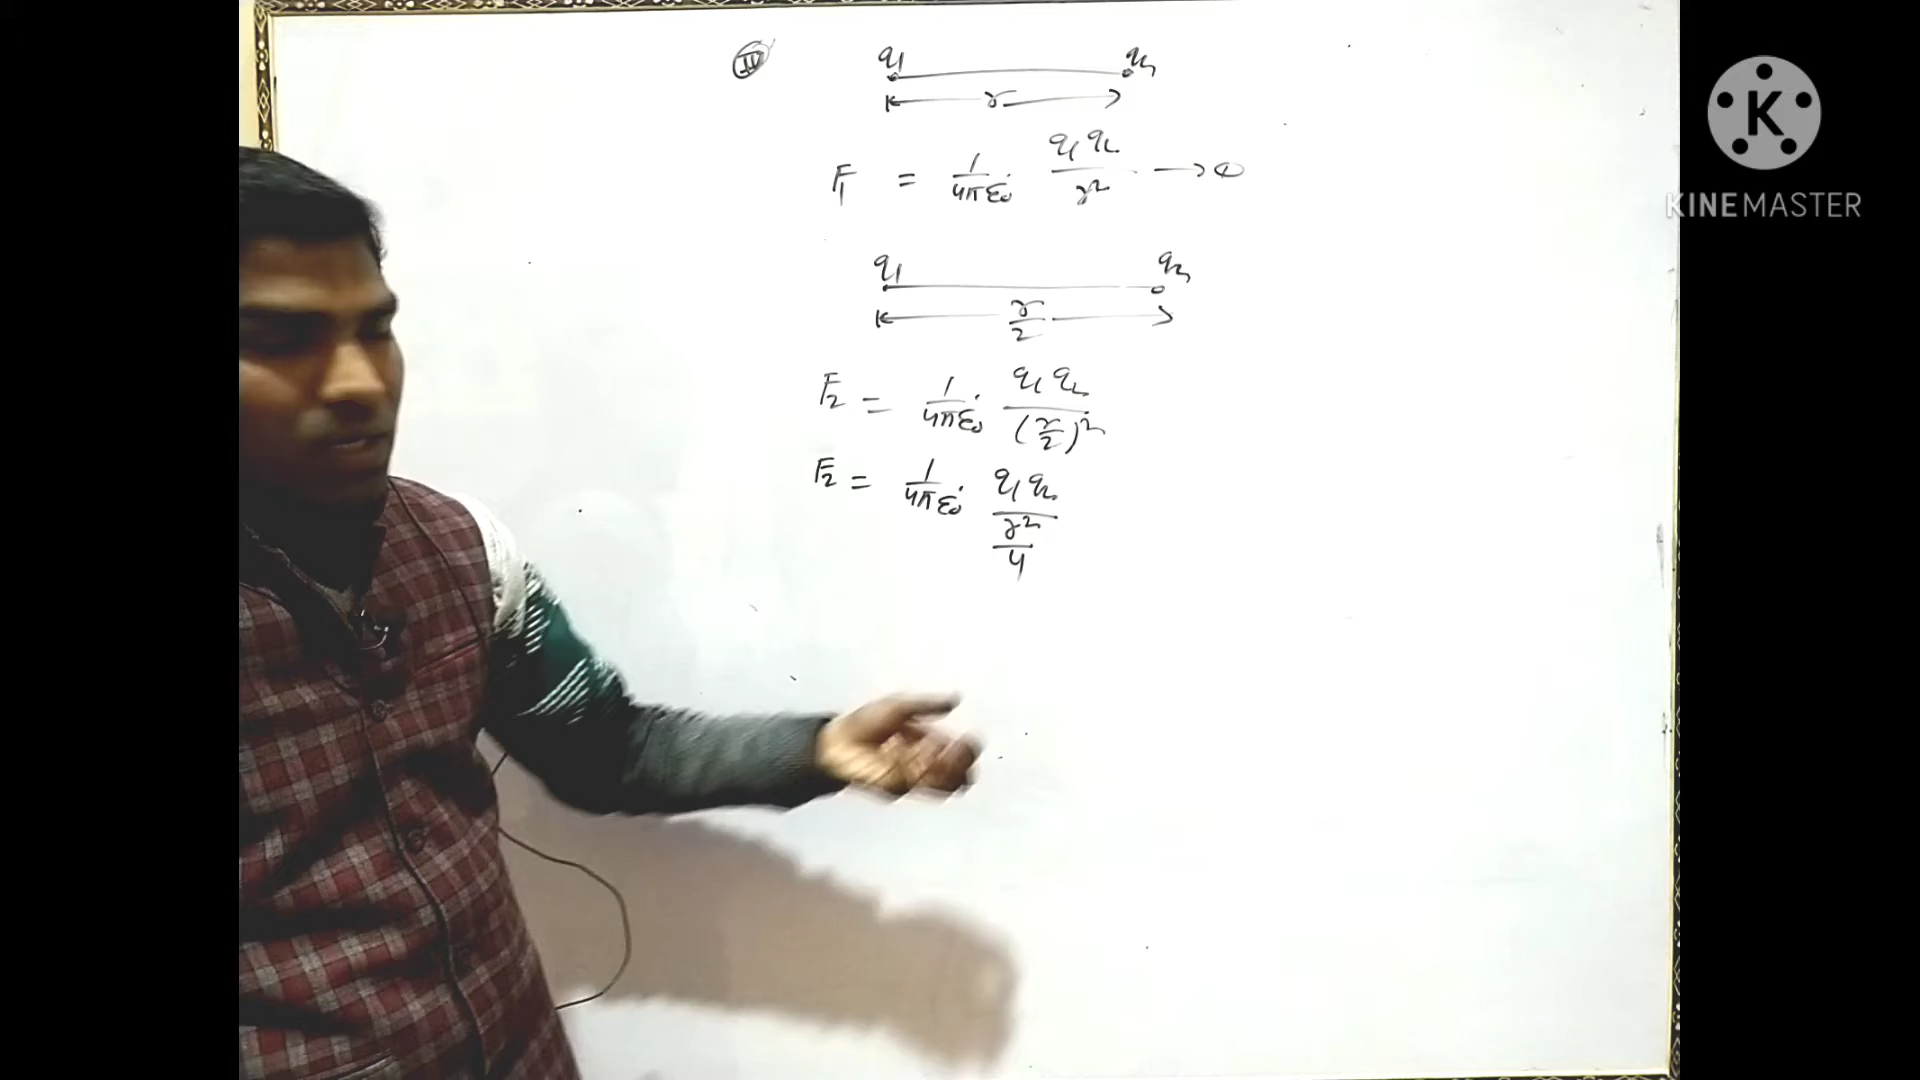 II
q₁ q₂
r
F₁ = 1/4πε₀ q₁q₂/r² → ①
q₁ q₂
r/2
F₂ = 1/4πε₀ q₁q₂/(r/2)²
F₂ = 1/4πε₀ q₁q₂/r²/4
K
KINEMASTER